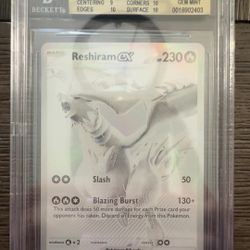 BECKETT
CENTERING 9 CORNERS 10
EDGES 10 SURFACE 10
GEM MINT
0018902403
Reshiram ex 230
Slash 50
Blazing Burst 130+
This attack does 50 more damage for each Prize card your
opponent has taken. Discard an Energy from this Pokémon.